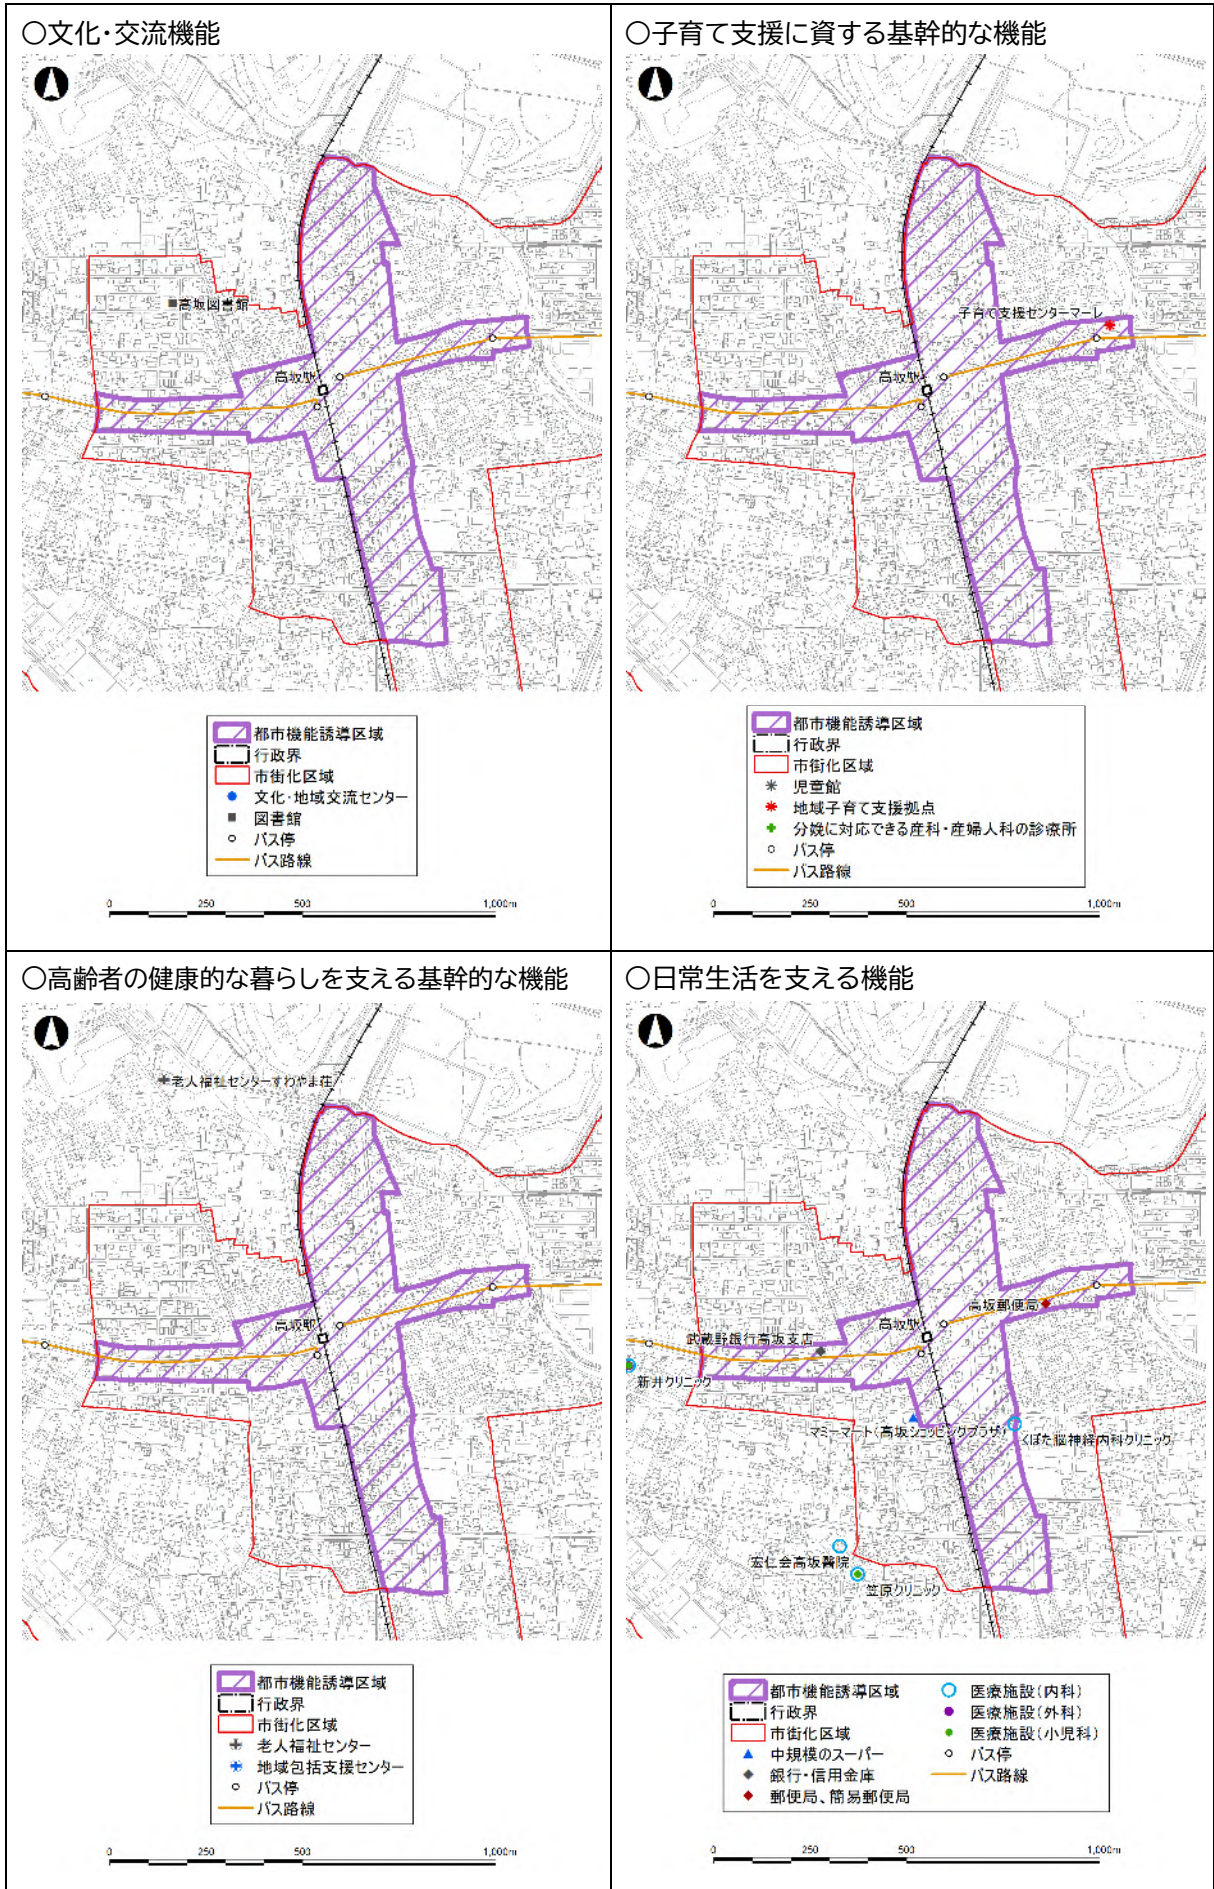 ○文化・交流機能
高坂図書館
高坂駅
都市機能誘導区域
行政界
市街化区域
文化・地域交流センター
図書館
バス停
バス路線
0 250 500 1,000m
○子育て支援に資する基幹的な機能
子育て支援センターマーレ
高坂駅
都市機能誘導区域
行政界
市街化区域
児童館
地域子育て支援拠点
分娩に対応できる産科・産婦人科の診療所
バス停
バス路線
0 250 500 1,000m
○高齢者の健康的な暮らしを支える基幹的な機能
老人福祉センターすわやま荘
高坂駅
都市機能誘導区域
行政界
市街化区域
老人福祉センター
地域包括支援センター
バス停
バス路線
0 250 500 1,000m
○日常生活を支える機能
高坂郵便局
高坂駅
武蔵野銀行高坂支店
新井クリニック
マミーマート(高坂ショッピングプラザ)
くぼた脳神経内科クリニック
宏仁会高坂醫院
笠原クリニック
都市機能誘導区域
行政界
市街化区域
中規模のスーパー
銀行・信用金庫
郵便局、簡易郵便局
医療施設(内科)
医療施設(外科)
医療施設(小児科)
バス停
バス路線
0 250 500 1,000m